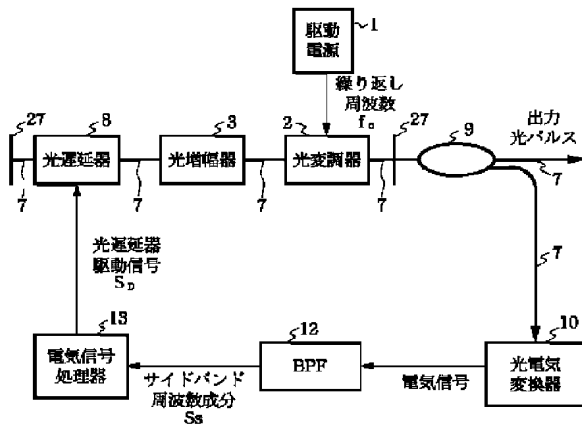 1
駆動
電源
繰り返し
周波数
f₀
27
8
3
2
27
9
出力
光パルス
光遅延器
光増幅器
光変調器
7
7
7
7
7
光遅延器
駆動信号
S_D
13
12
10
電気信号
処理器
サイドバンド
周波数成分
Ss
BPF
電気信号
光電気
変換器